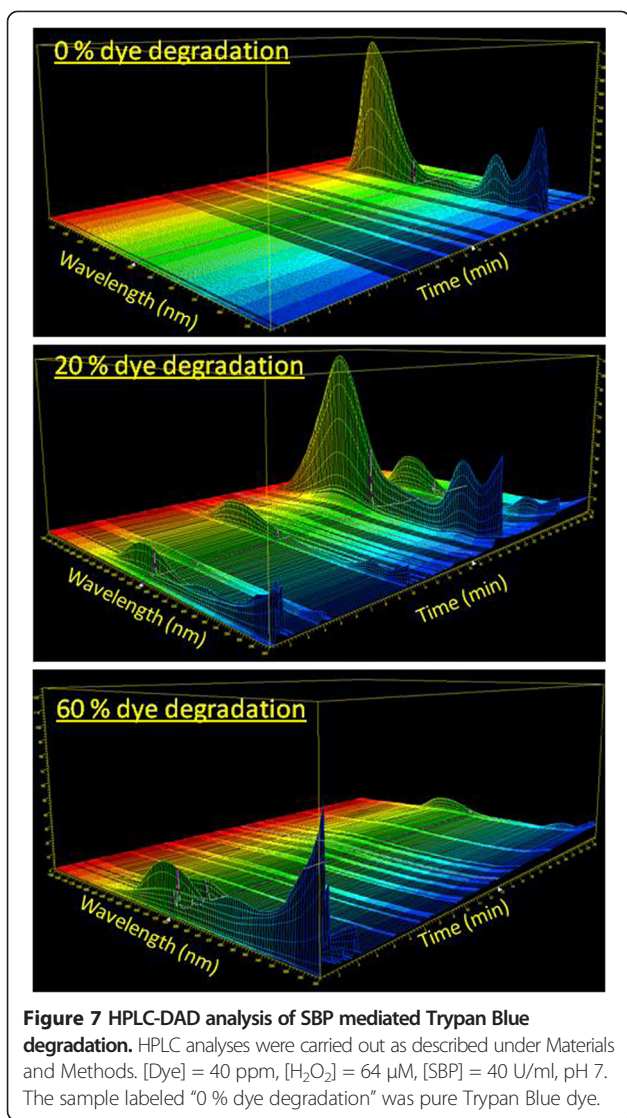 0 % dye degradation
Wavelength (nm)
Time (min)
20 % dye degradation
Wavelength (nm)
Time (min)
60 % dye degradation
Wavelength (nm)
Time (min)
Figure 7 HPLC-DAD analysis of SBP mediated Trypan Blue
degradation. HPLC analyses were carried out as described under Materials
and Methods. [Dye] = 40 ppm, [H₂O₂] = 64 μM, [SBP] = 40 U/ml, pH 7.
The sample labeled “0 % dye degradation” was pure Trypan Blue dye.